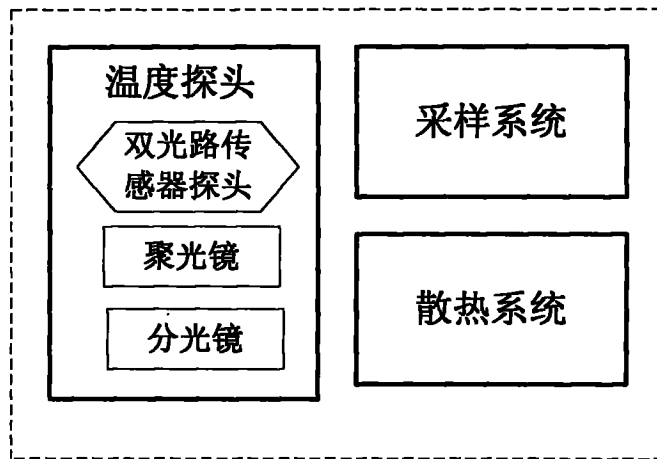 温度探头
双光路传
感器探头
聚光镜
分光镜
采样系统
散热系统